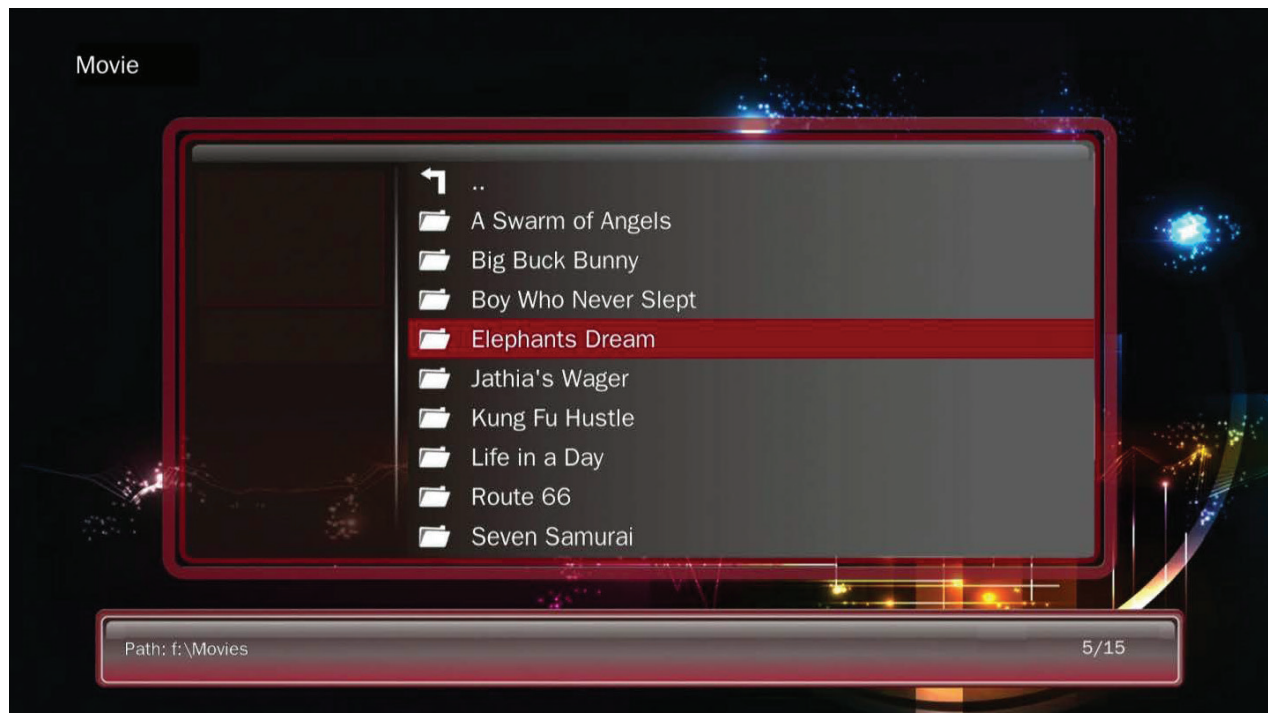 Movie
..
A Swarm of Angels
Big Buck Bunny
Boy Who Never Slept
Elephants Dream
Jathia's Wager
Kung Fu Hustle
Life in a Day
Route 66
Seven Samurai
Path: f:\Movies 5/15